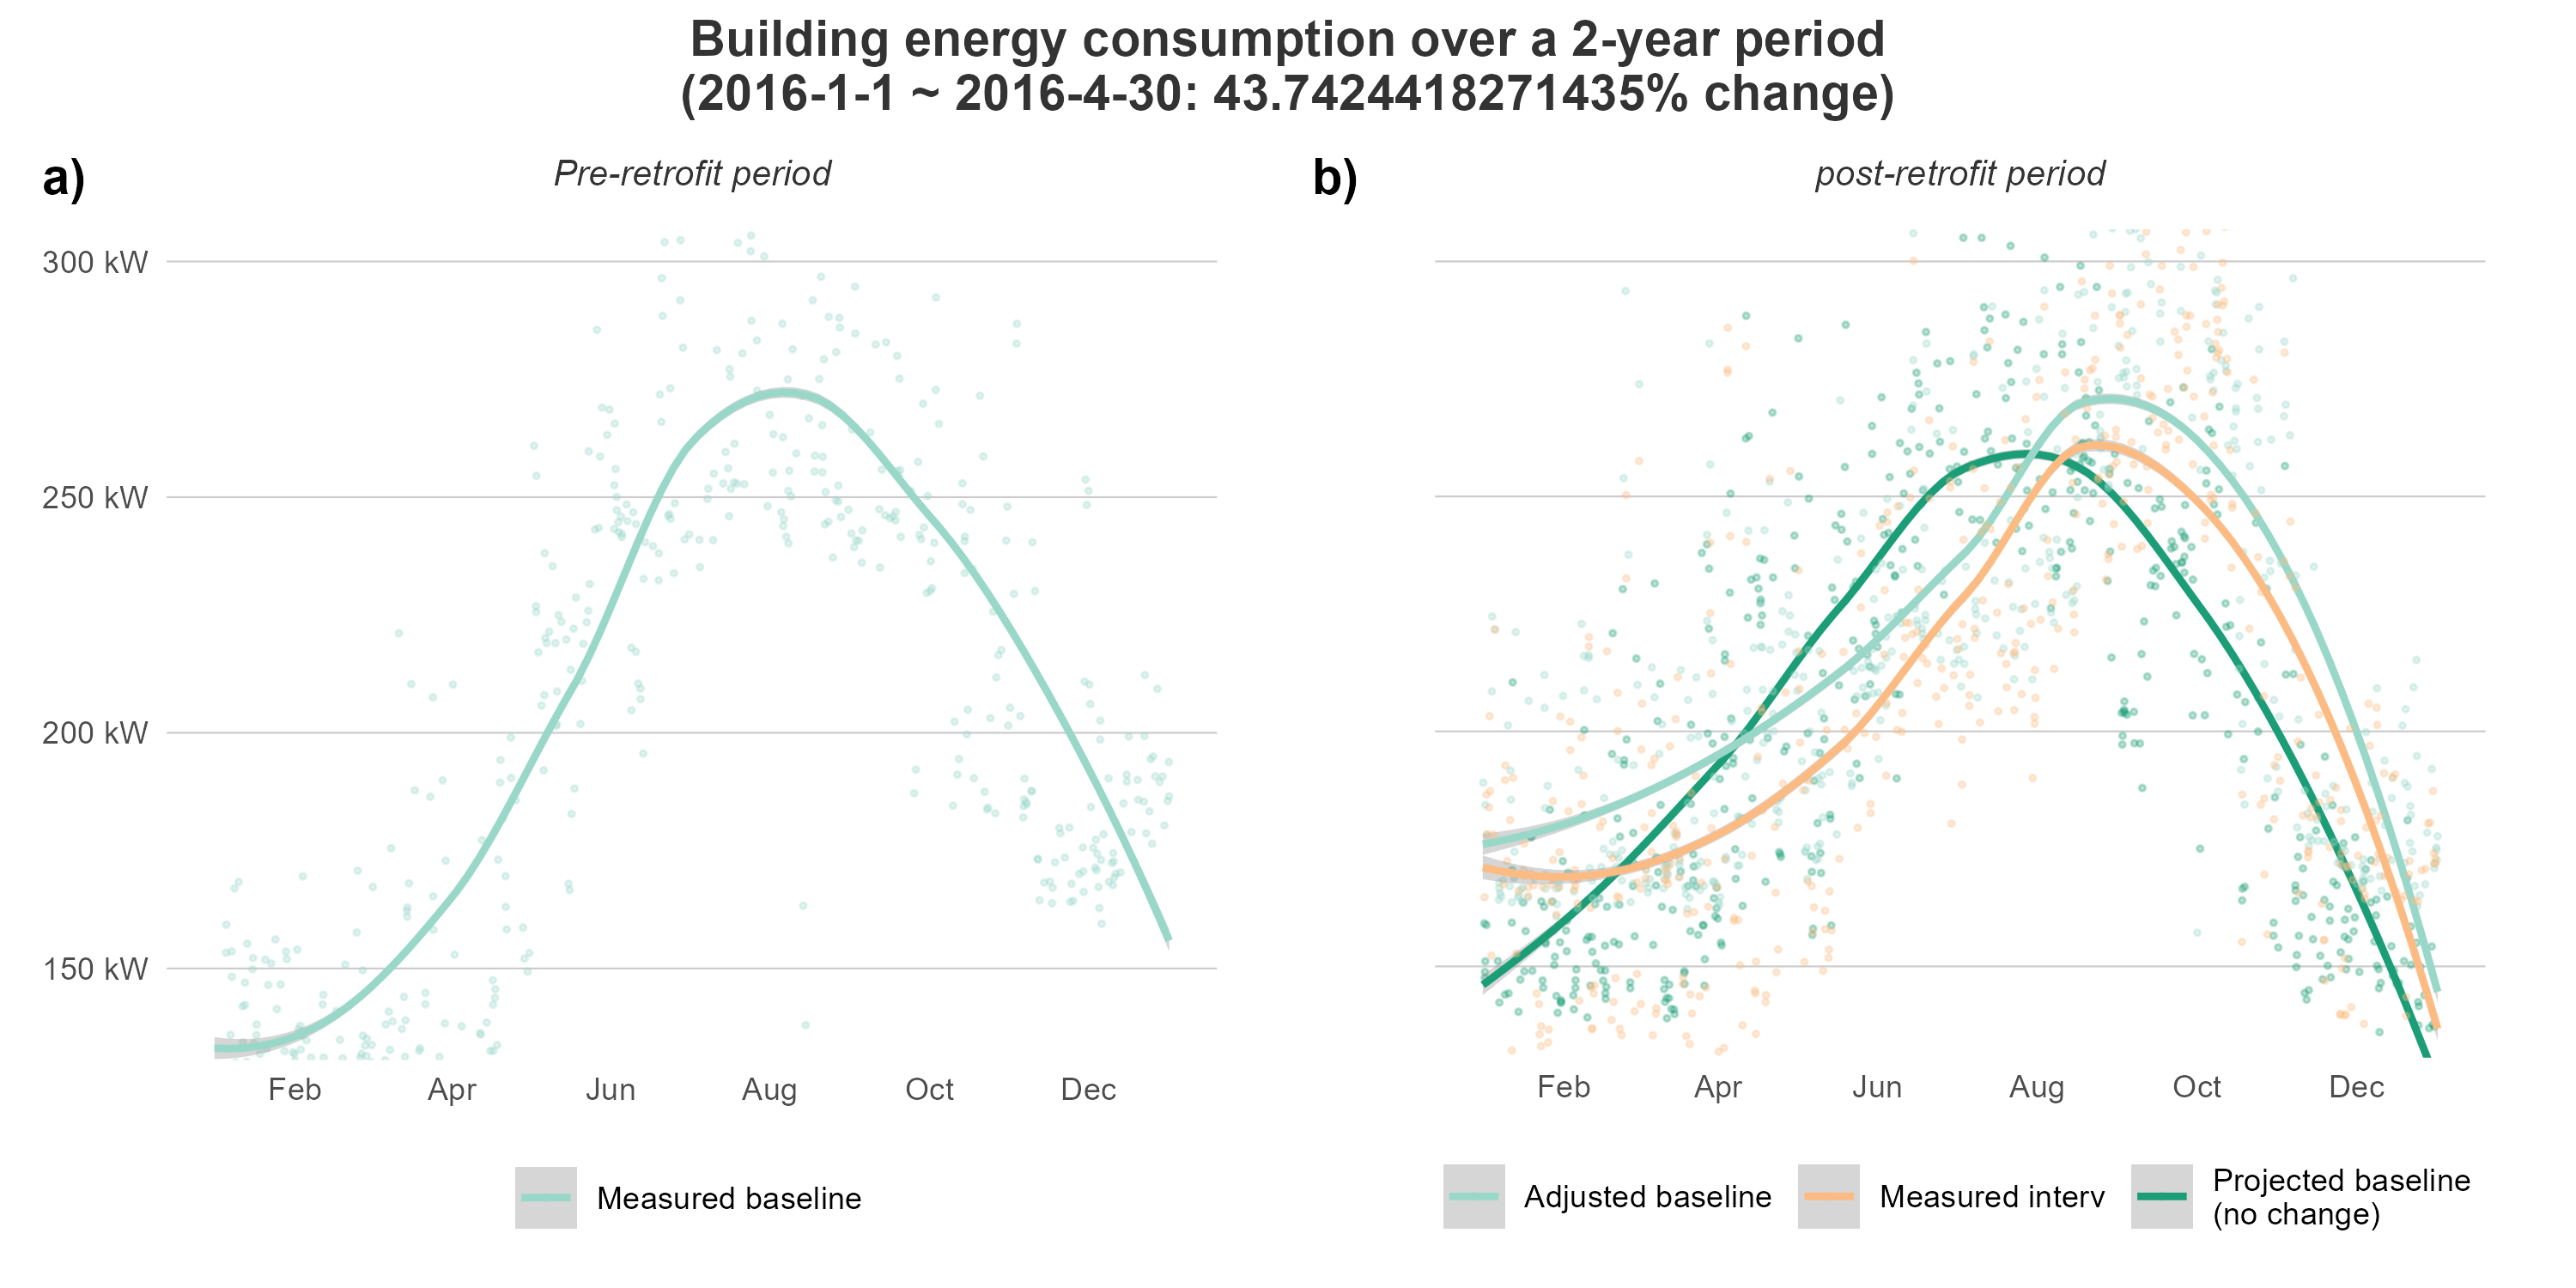 Building energy consumption over a 2-year period
(2016-1-1 ~ 2016-4-30: 43.7424418271435% change)
a)
Pre-retrofit period
300 kW
250 kW
200 kW
150 kW
Feb Apr Jun Aug Oct Dec
Measured baseline
b)
post-retrofit period
Feb Apr Jun Aug Oct Dec
Adjusted baseline
Measured interv
Projected baseline
(no change)